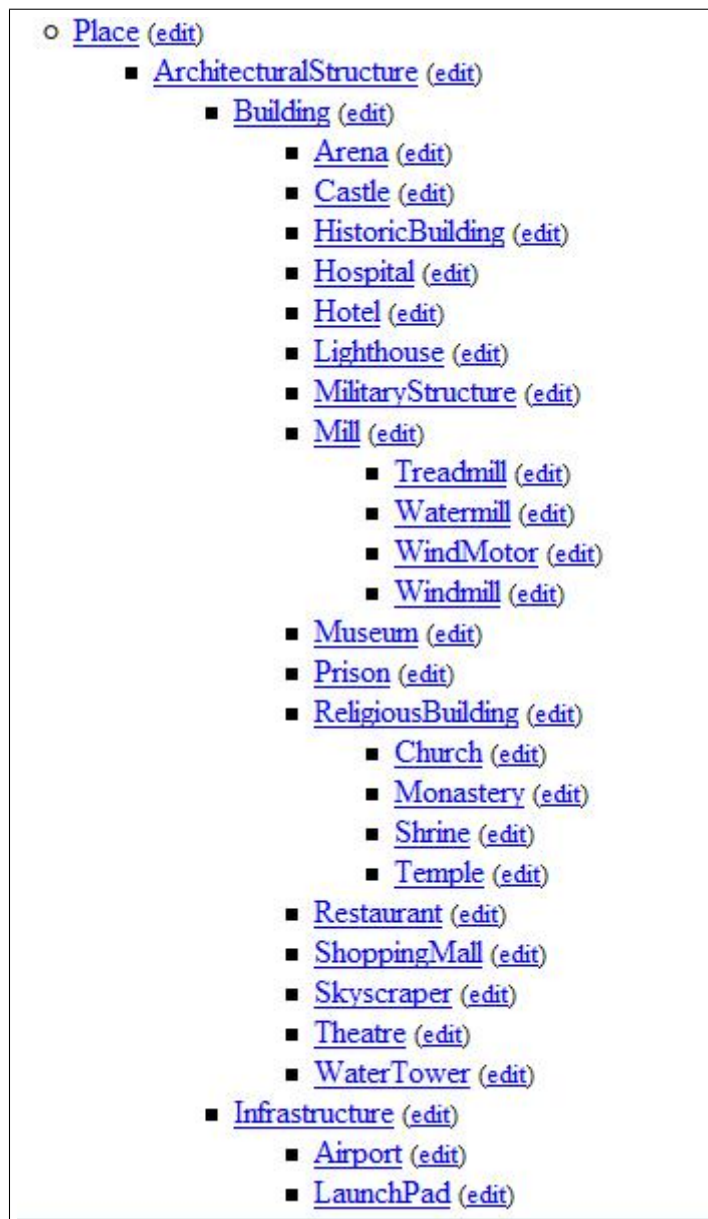 Place (edit)
ArchitecturalStructure (edit)
Building (edit)
Arena (edit)
Castle (edit)
HistoricBuilding (edit)
Hospital (edit)
Hotel (edit)
Lighthouse (edit)
MilitaryStructure (edit)
Mill (edit)
Treadmill (edit)
Watermill (edit)
WindMotor (edit)
Windmill (edit)
Museum (edit)
Prison (edit)
ReligiousBuilding (edit)
Church (edit)
Monastery (edit)
Shrine (edit)
Temple (edit)
Restaurant (edit)
ShoppingMall (edit)
Skyscraper (edit)
Theatre (edit)
WaterTower (edit)
Infrastructure (edit)
Airport (edit)
LaunchPad (edit)